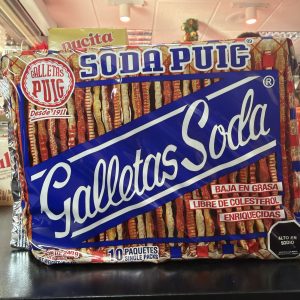 Rucita
SODA PUIG
GALLETAS
PUIG
Desde 1911
Galletas Soda
BAJA EN GRASA
LIBRE DE COLESTEROL
ENRIQUECIDAS
10 PAQUETES
SINGLE PACKS
ALTO EN
SODIO